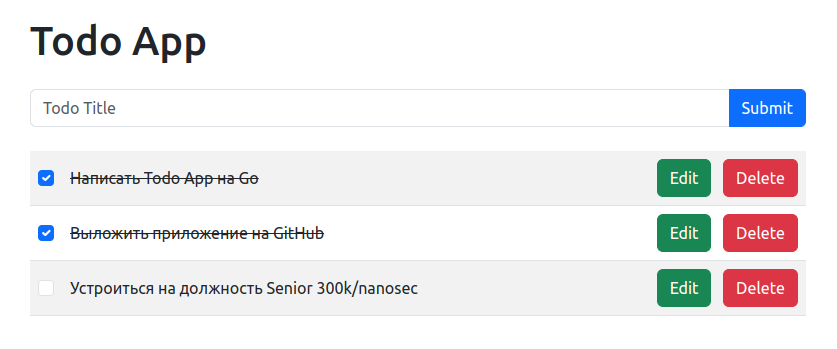 Todo App
Todo Title Submit
Написать Todo App на Go Edit Delete
Выложить приложение на GitHub Edit Delete
Устроиться на должность Senior 300k/nanosec Edit Delete